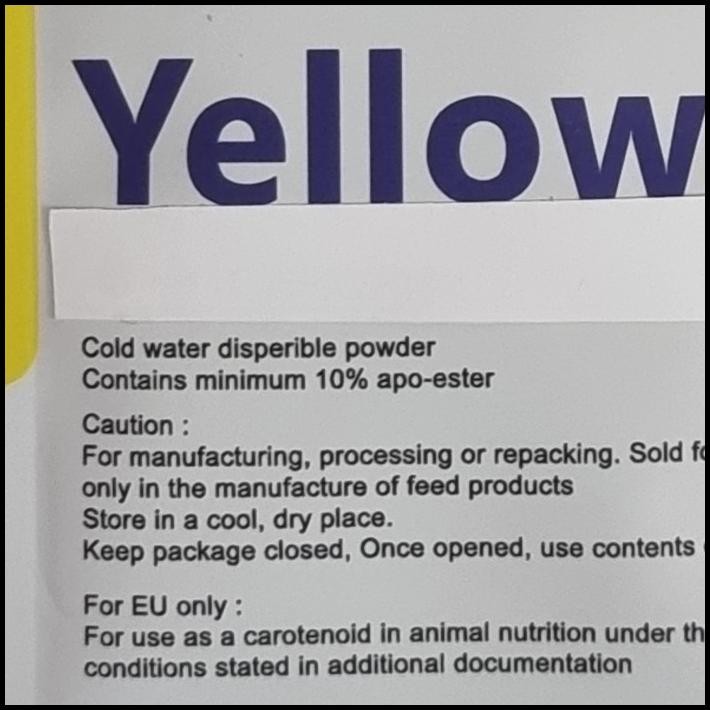 Yellow
Cold water disperible powder
Contains minimum 10% apo-ester
Caution :
For manufacturing, processing or repacking. Sold
only in the manufacture of feed products
Store in a cool, dry place.
Keep package closed, Once opened, use contents
For EU only :
For use as a carotenoid in animal nutrition under
conditions stated in additional documentation